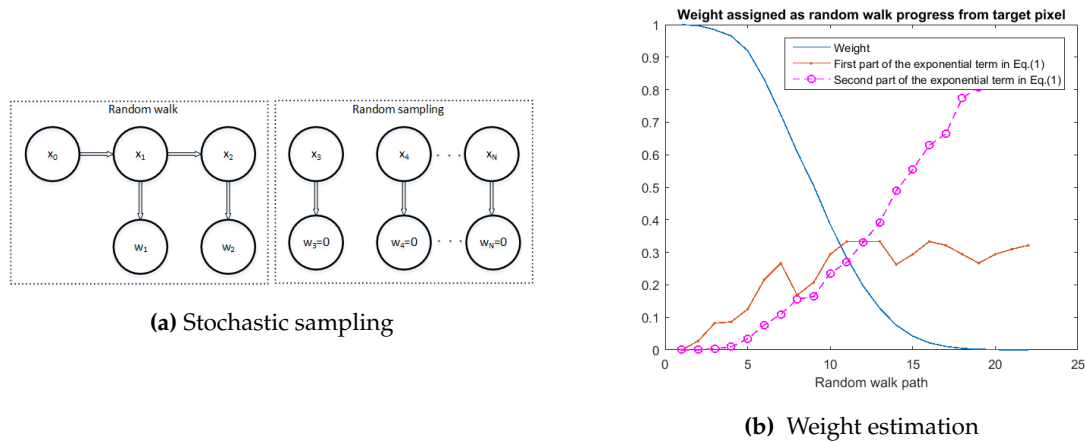 Random walk
Random sampling
x0
x1
x2
x3
x4
. . .
xN
w1
w2
w3=0
w4=0
. . .
wN=0
(a) Stochastic sampling
Weight assigned as random walk progress from target pixel
Weight
First part of the exponential term in Eq.(1)
Second part of the exponential term in Eq.(1)
1
0.9
0.8
0.7
0.6
0.5
0.4
0.3
0.2
0.1
0
0
5
10
15
20
25
Random walk path
(b) Weight estimation